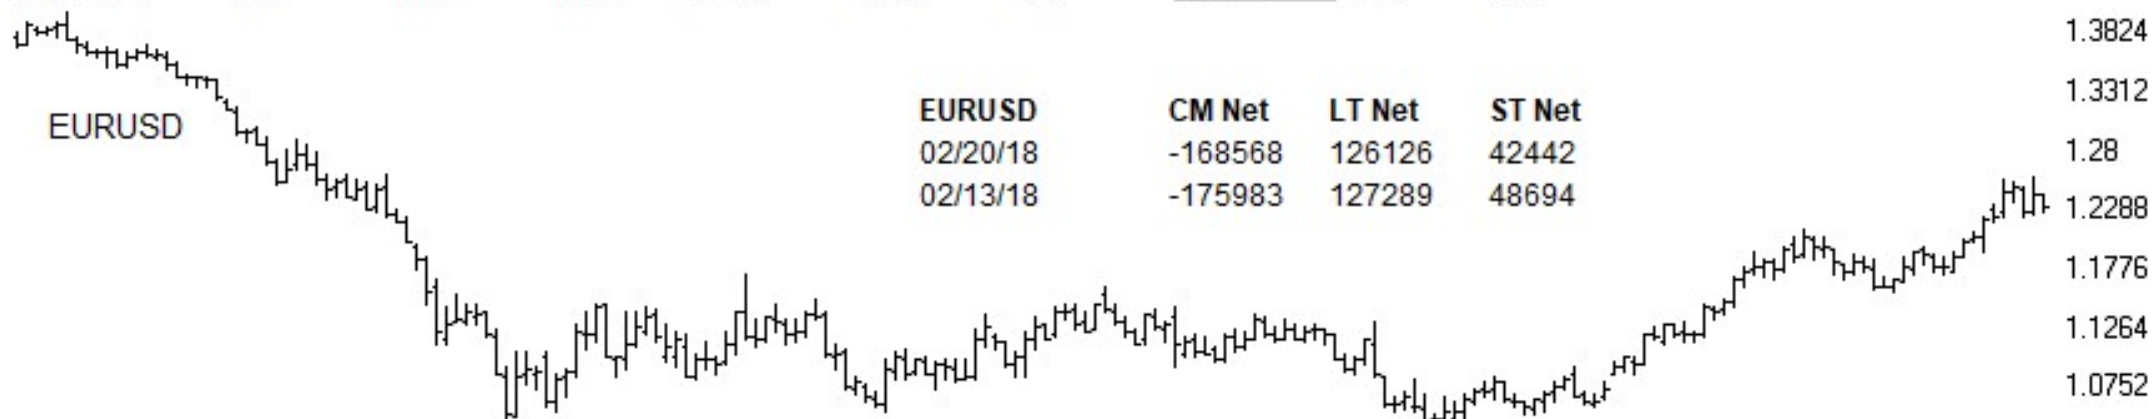 1.3824
1.3312
EURUSD CM Net LT Net ST Net
EURUSD
02/20/18 -168568 126126 42442
1.28
02/13/18 -175983 127289 48694
1.2288
1.1776
1.1264
1.0752